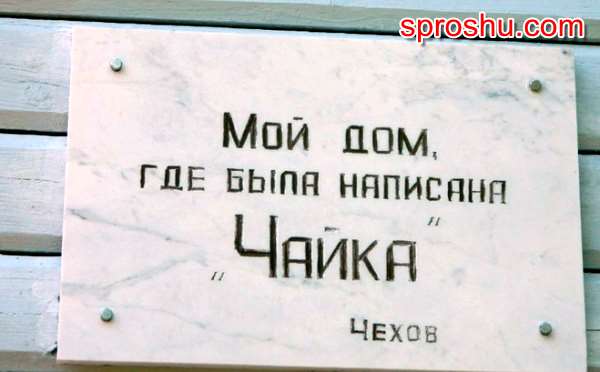 sproshu.com
Мой дом,
где была написана
„Чайка“
Чехов